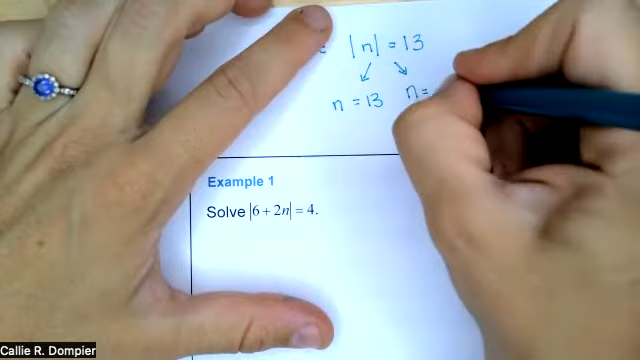 |n| = 13
n = 13 n =
Example 1
Solve |6 + 2n| = 4.
Callie R. Dompier